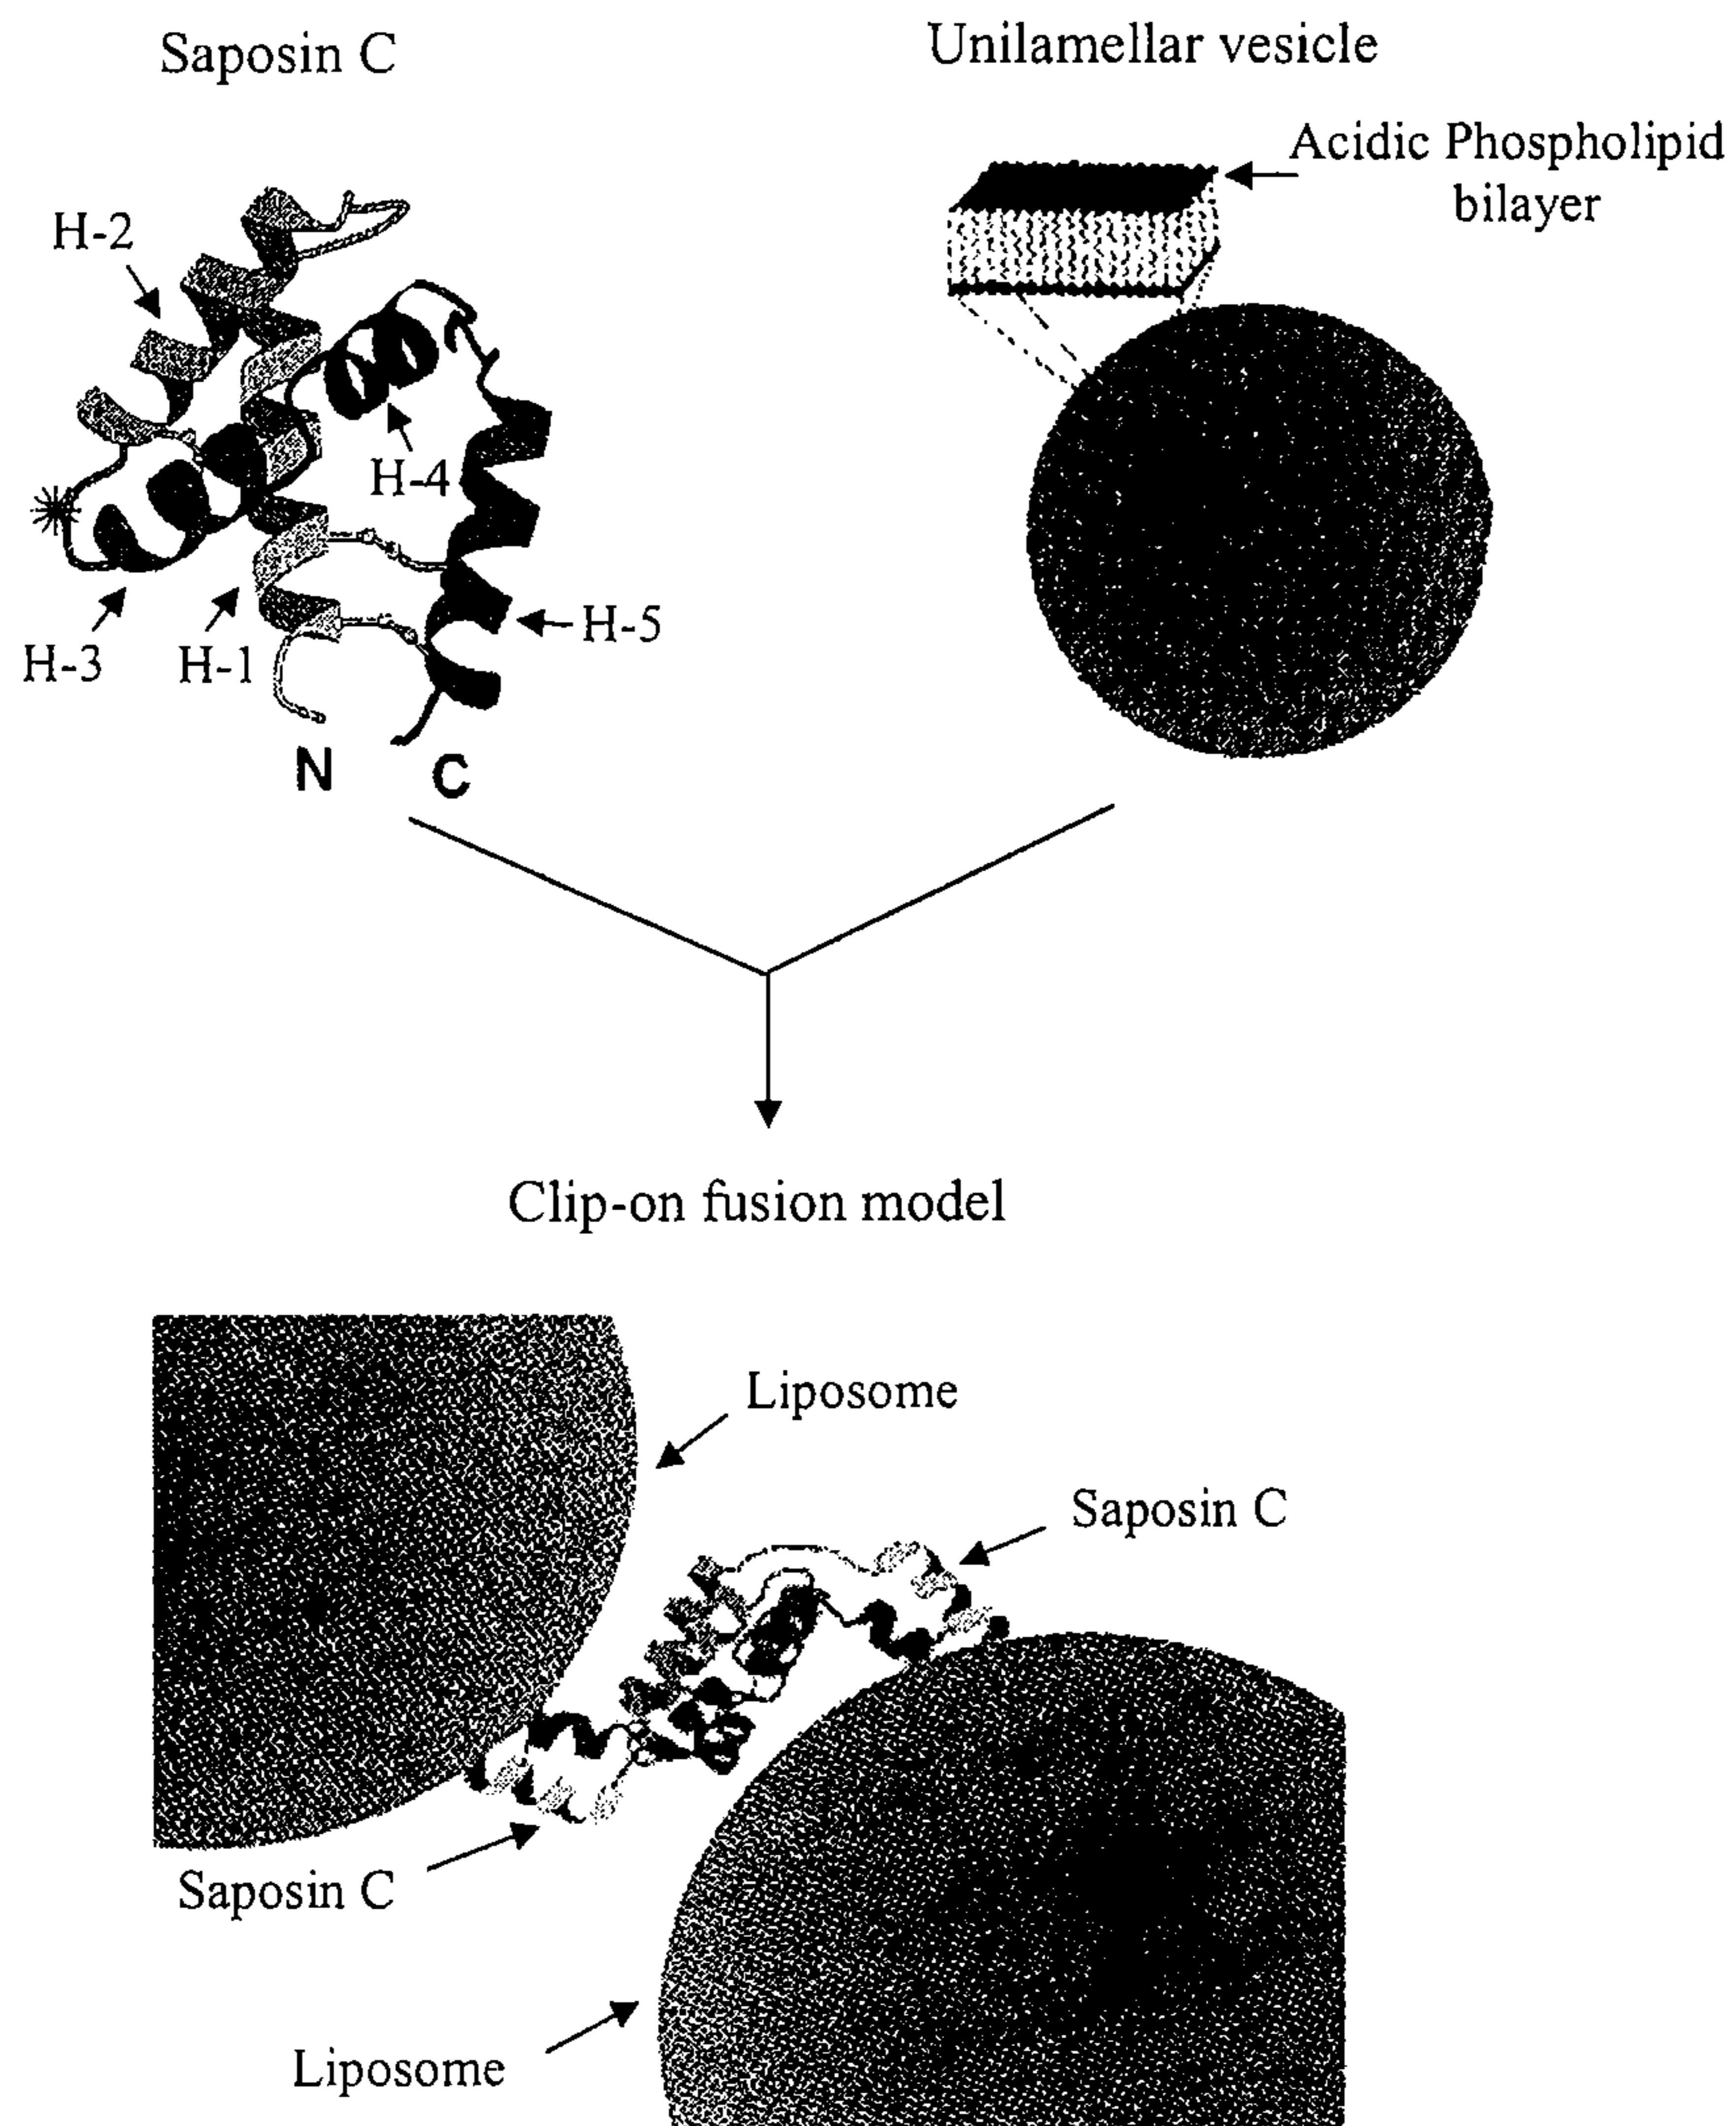 Saposin C
Unilamellar vesicle
Acidic Phospholipid
bilayer
H-2
H-4
H-5
H-3
H-1
N
C
Clip-on fusion model
Liposome
Saposin C
Saposin C
Liposome